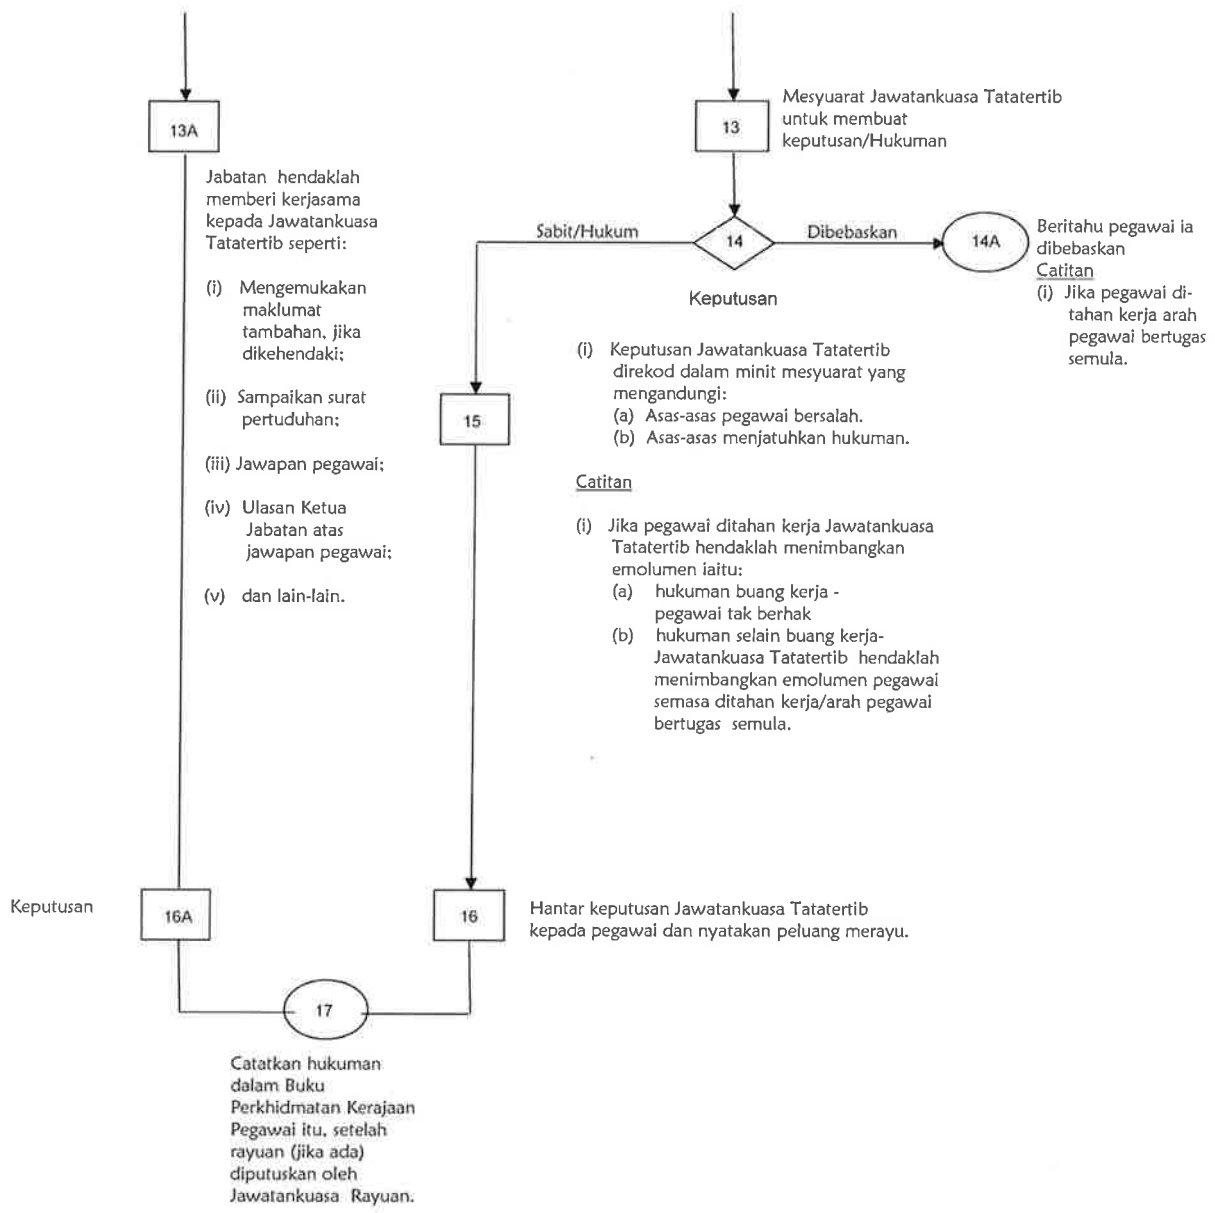 13A
Jabatan hendaklah
memberi kerjasama
kepada Jawatankuasa
Tatatertib seperti:
(i) Mengemukakan
maklumat
tambahan, jika
dikehendaki;
(ii) Sampaikan surat
pertuduhan;
(iii) Jawapan pegawai;
(iv) Ulasan Ketua
Jabatan atas
jawapan pegawai;
(v) dan lain-lain.
13
Mesyuarat Jawatankuasa Tatatertib
untuk membuat
keputusan/Hukuman
Sabit/Hukum
14
Dibebaskan
14A
Beritahu pegawai ia
dibebaskan
Catitan
(i) Jika pegawai di-
tahan kerja arah
pegawai bertugas
semula.
Keputusan
15
(i) Keputusan Jawatankuasa Tatatertib
direkod dalam minit mesyuarat yang
mengandungi:
(a) Asas-asas pegawai bersalah.
(b) Asas-asas menjatuhkan hukuman.
Catitan
(i) Jika pegawai ditahan kerja Jawatankuasa
Tatatertib hendaklah menimbangkan
emolumen iaitu:
(a) hukuman buang kerja -
pegawai tak berhak
(b) hukuman selain buang kerja-
Jawatankuasa Tatatertib hendaklah
menimbangkan emolumen pegawai
semasa ditahan kerja/arah pegawai
bertugas semula.
Keputusan
16A
16
Hantar keputusan Jawatankuasa Tatatertib
kepada pegawai dan nyatakan peluang merayu.
17
Catatkan hukuman
dalam Buku
Perkhidmatan Kerajaan
Pegawai itu, setelah
rayuan (jika ada)
diputuskan oleh
Jawatankuasa Rayuan.